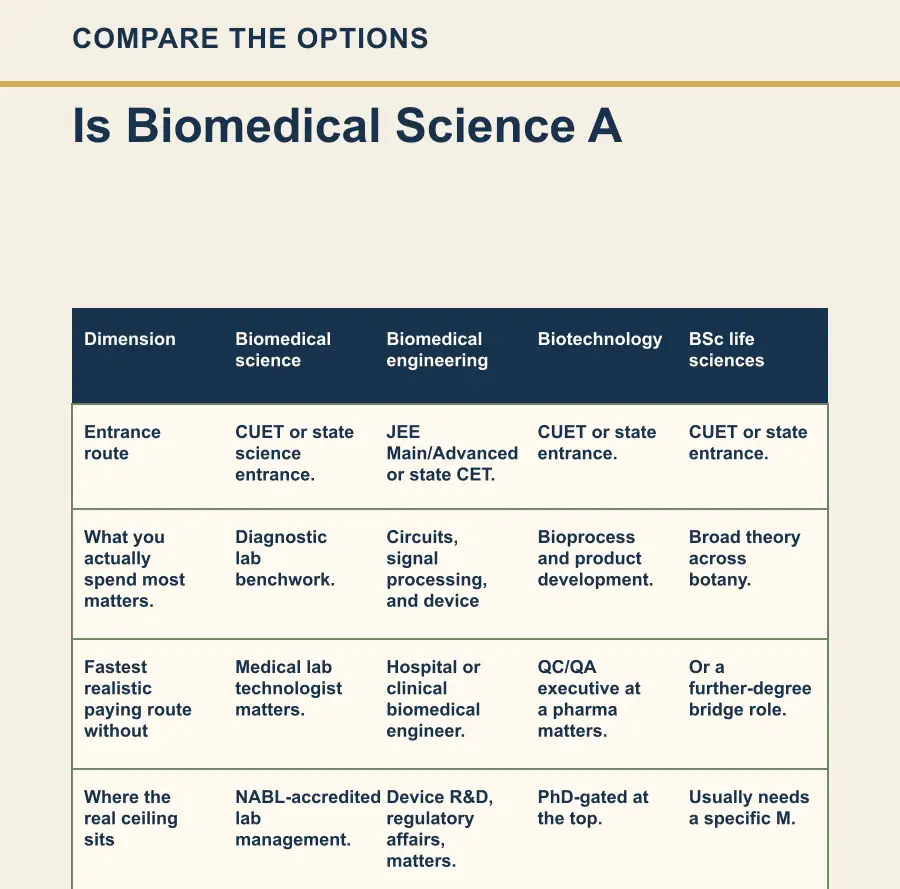 COMPARE THE OPTIONS
Is Biomedical Science A
Dimension
Biomedical
science
Biomedical
engineering
Biotechnology
BSc life
sciences
Entrance
route
CUET or state
science
entrance.
JEE
Main/Advanced
or state CET.
CUET or state
entrance.
CUET or state
entrance.
What you
actually
spend most
matters.
Diagnostic
lab
benchwork.
Circuits,
signal
processing,
and device
Bioprocess
and product
development.
Broad theory
across
botany.
Fastest
realistic
paying route
without
Medical lab
technologist
matters.
Hospital or
clinical
biomedical
engineer.
QC/QA
executive at
a pharma
matters.
Or a
further-degree
bridge role.
Where the
real ceiling
sits
NABL-accredited
lab
management.
Device R&D,
regulatory
affairs,
matters.
PhD-gated at
the top.
Usually needs
a specific M.